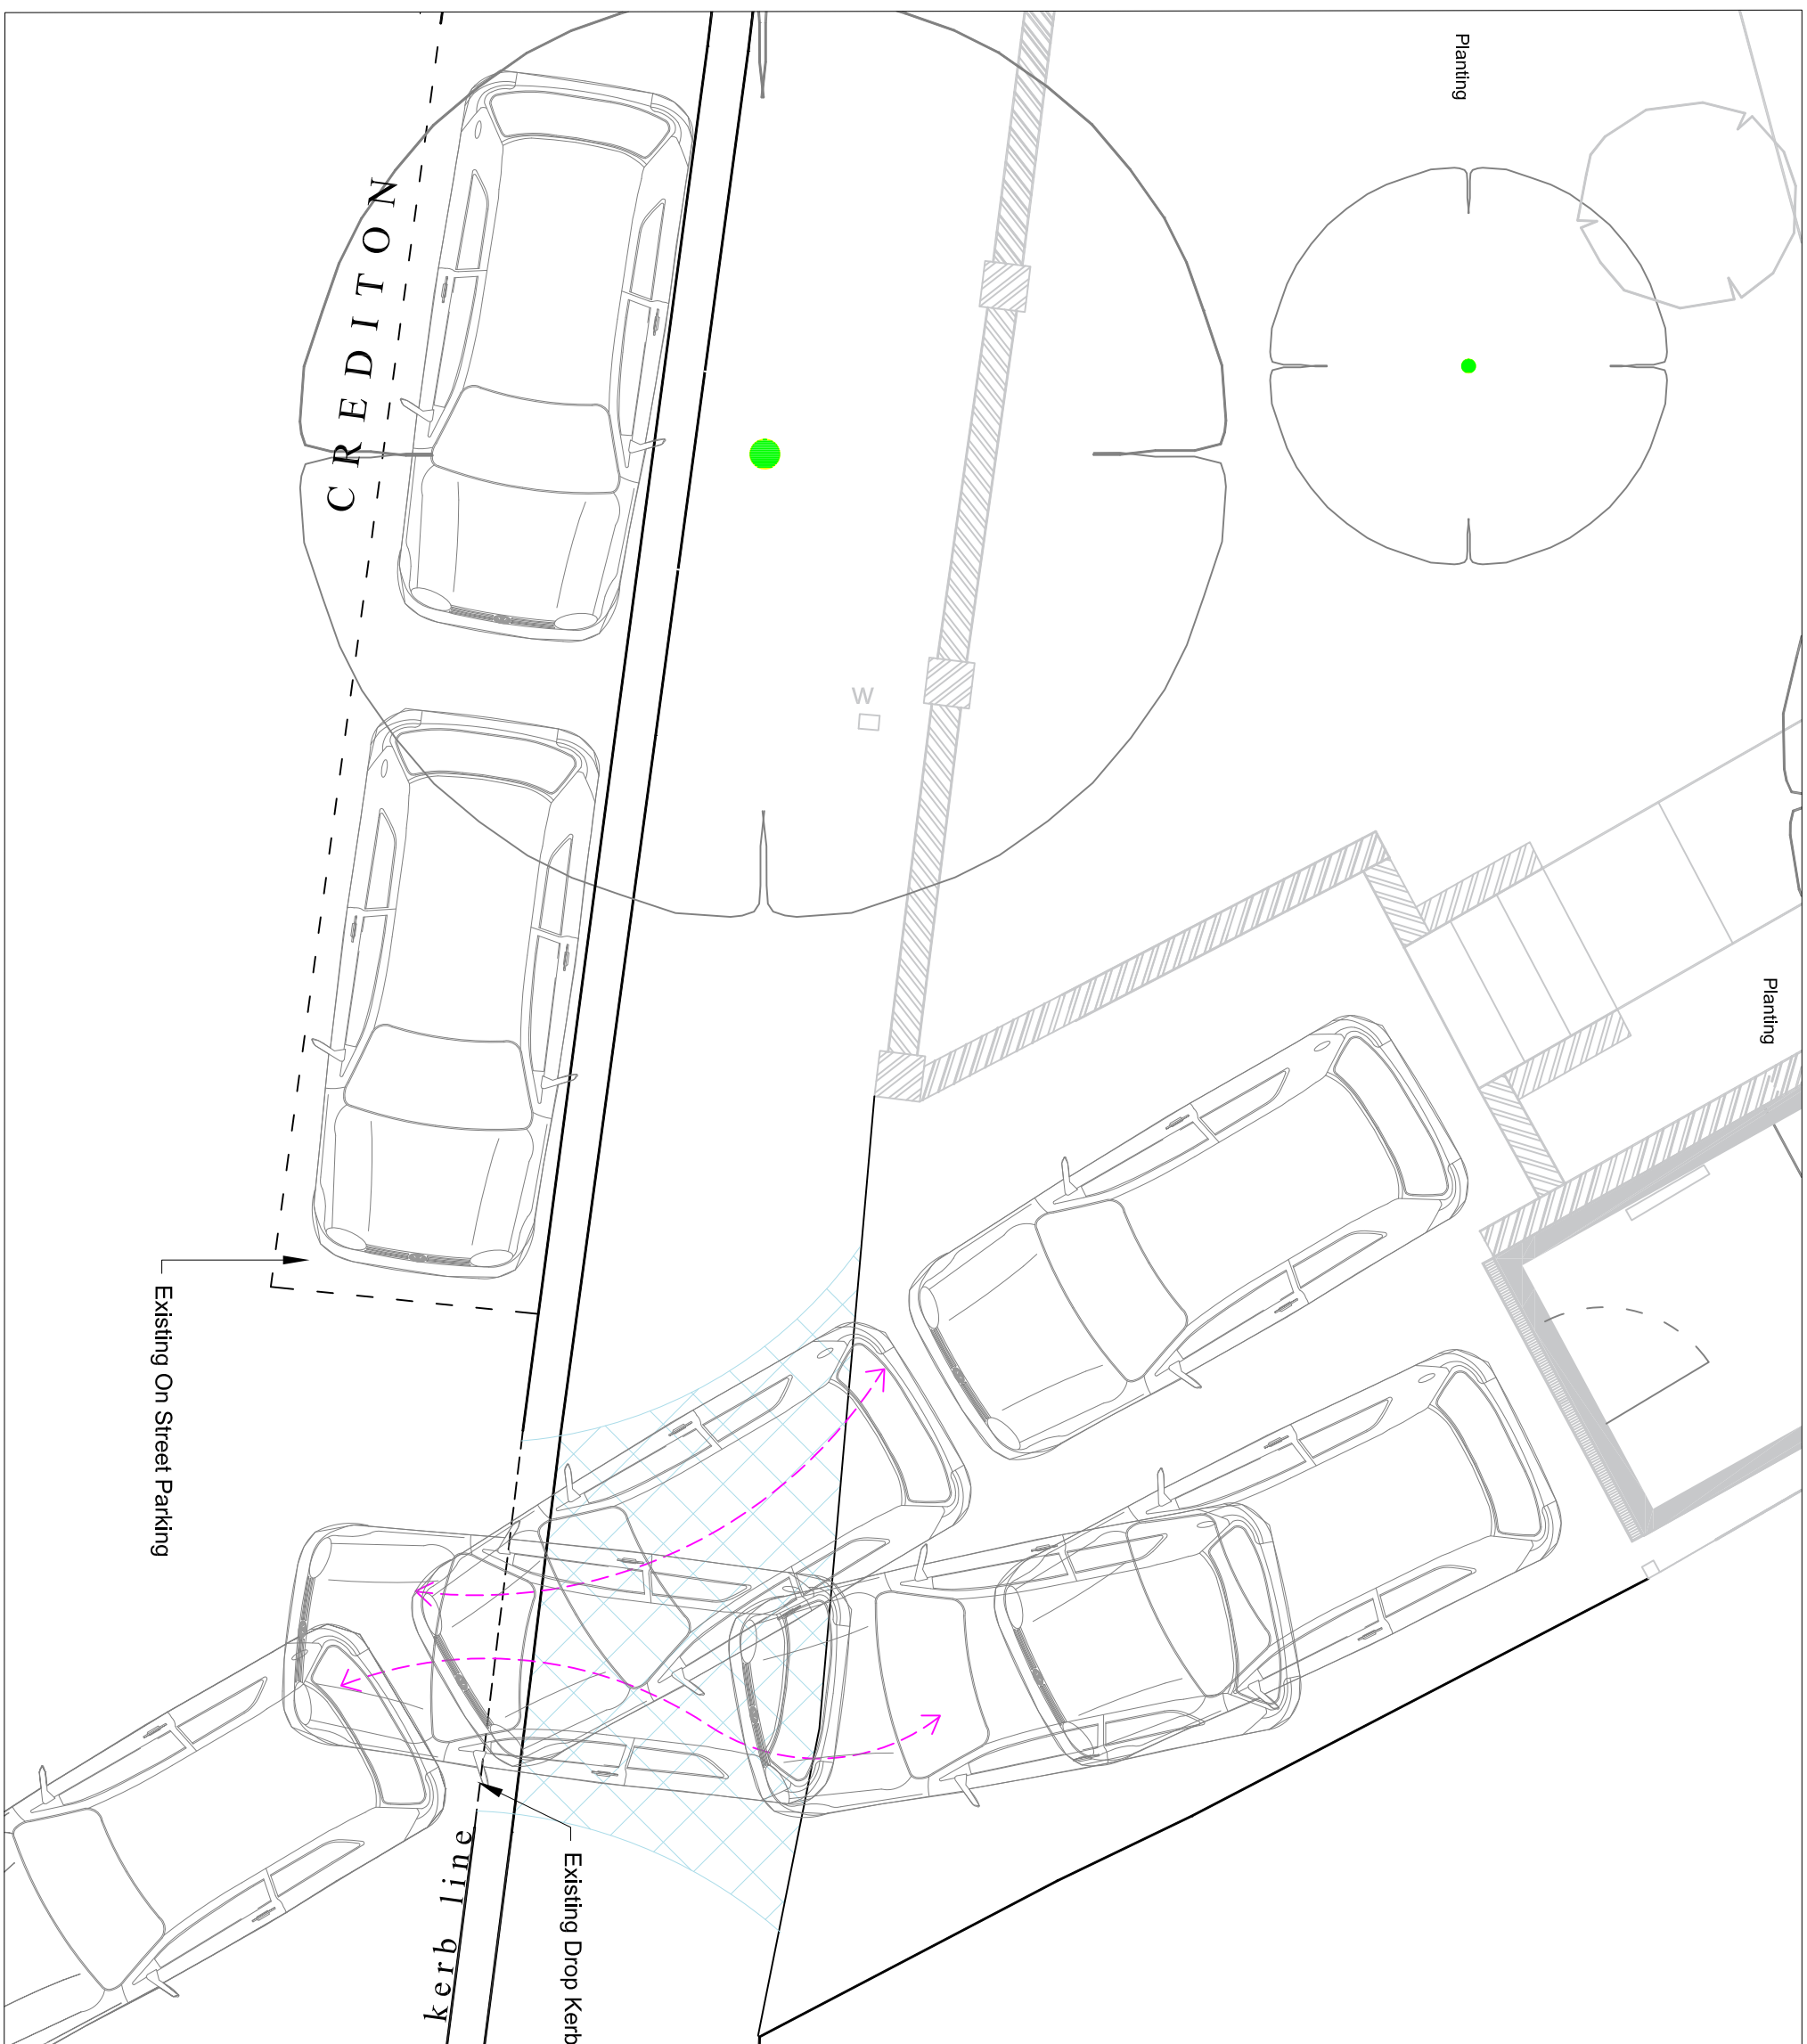 Planting
CREDITON
W
Planting
Existing On Street Parking
Existing Drop Kerb
kerb line